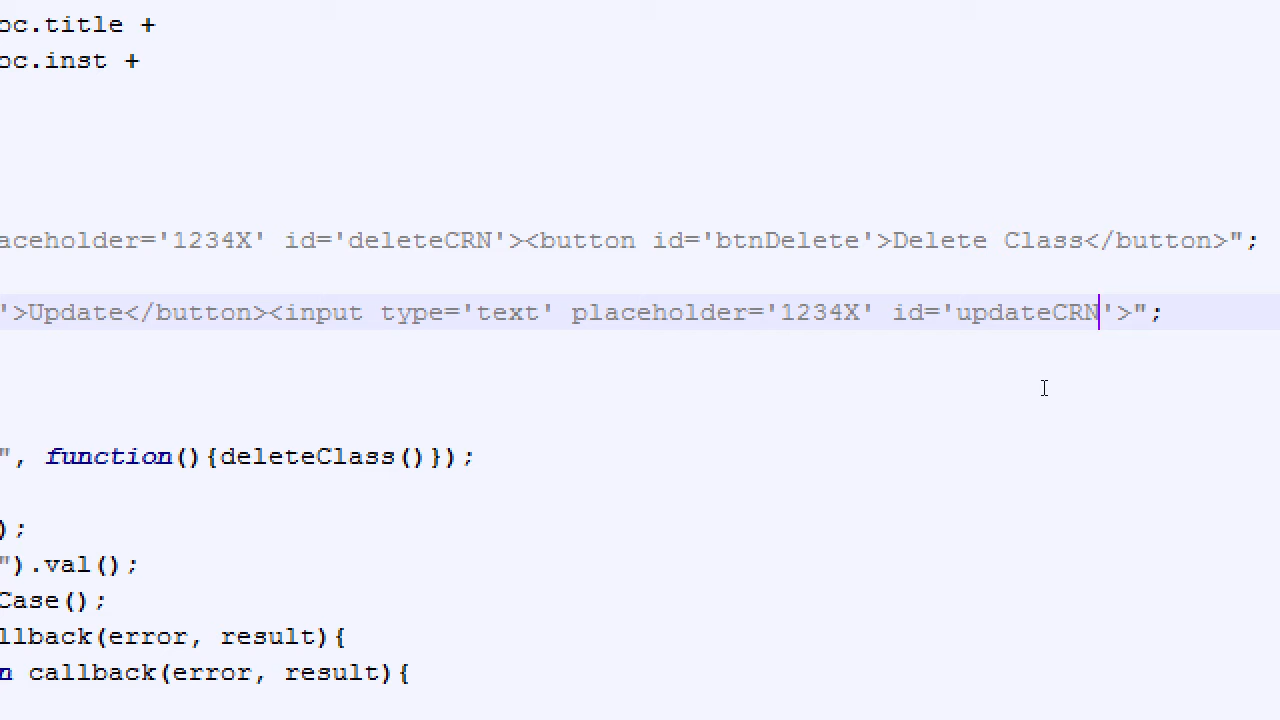 oc.title +
oc.inst +
aceholder='1234X' id='deleteCRN'><button id='btnDelete'>Delete Class</button>";
'>Update</button><input type='text' placeholder='1234X' id='updateCRN'>";
", function(){deleteClass()});
);
").val();
Case();
llback(error, result){
n callback(error, result){